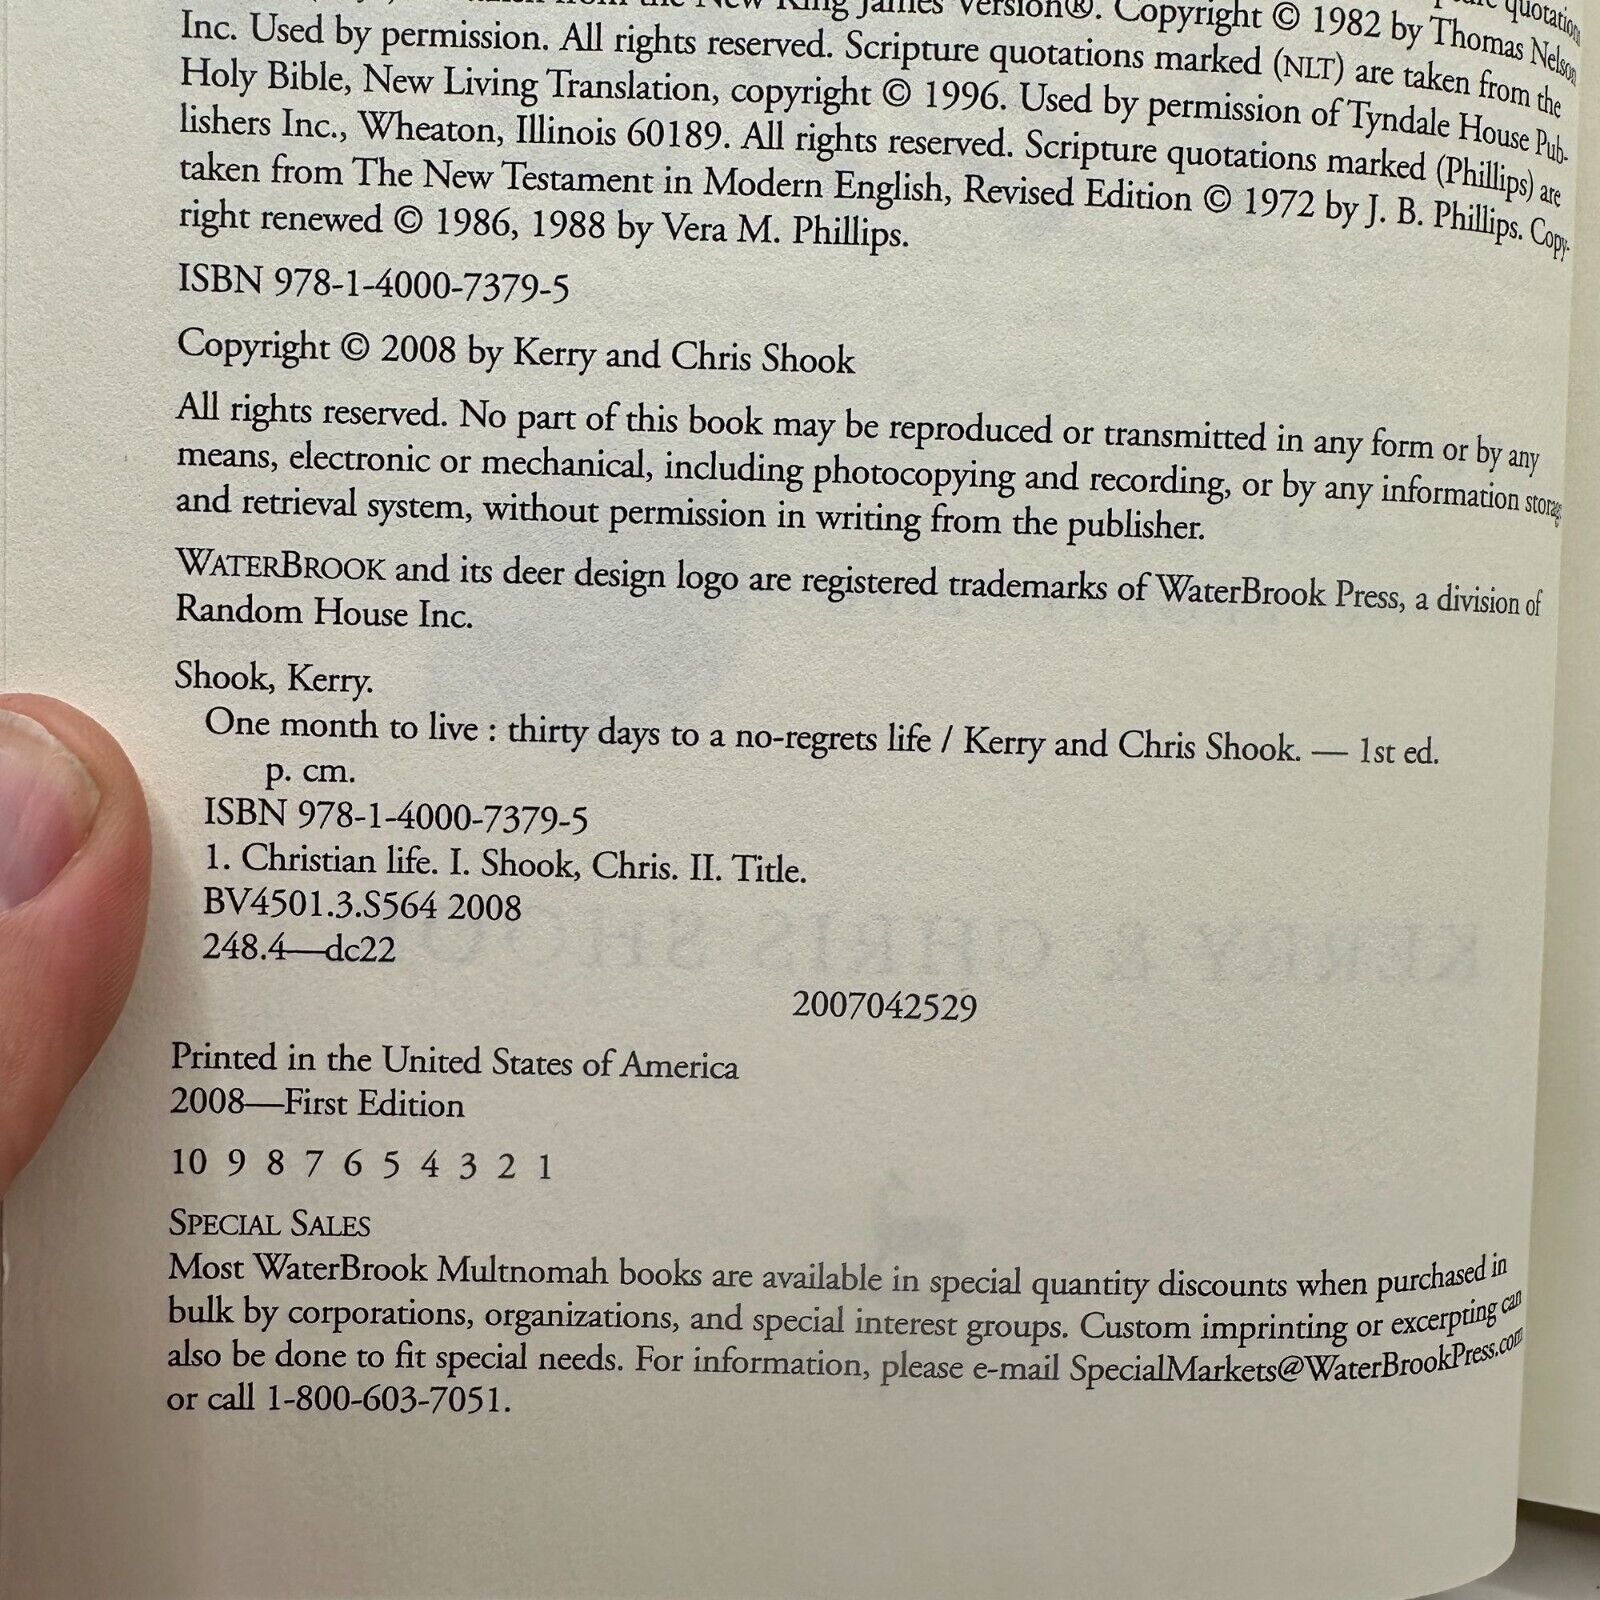 the New King James Version®. Copyright © 1982 by Thomas Nelson
Inc. Used by permission. All rights reserved. Scripture quotations marked (NLT) are taken from the
Holy Bible, New Living Translation, copyright © 1996. Used by permission of Tyndale House Pub-
lishers Inc., Wheaton, Illinois 60189. All rights reserved. Scripture quotations marked (Phillips) are
taken from The New Testament in Modern English, Revised Edition © 1972 by J. B. Phillips. Copy-
right renewed © 1986, 1988 by Vera M. Phillips.
ISBN 978-1-4000-7379-5
Copyright © 2008 by Kerry and Chris Shook
All rights reserved. No part of this book may be reproduced or transmitted in any form or by any
means, electronic or mechanical, including photocopying and recording, or by any information storage
and retrieval system, without permission in writing from the publisher.
WATERBROOK and its deer design logo are registered trademarks of WaterBrook Press, a division of
Random House Inc.
Shook, Kerry.
One month to live : thirty days to a no-regrets life / Kerry and Chris Shook. — 1st ed.
p. cm.
ISBN 978-1-4000-7379-5
1. Christian life. I. Shook, Chris. II. Title.
BV4501.3.S564 2008
248.4—dc22
2007042529
Printed in the United States of America
2008—First Edition
10 9 8 7 6 5 4 3 2 1
SPECIAL SALES
Most WaterBrook Multnomah books are available in special quantity discounts when purchased in
bulk by corporations, organizations, and special interest groups. Custom imprinting or excerpting can
also be done to fit special needs. For information, please e-mail SpecialMarkets@WaterBrookPress.com
or call 1-800-603-7051.